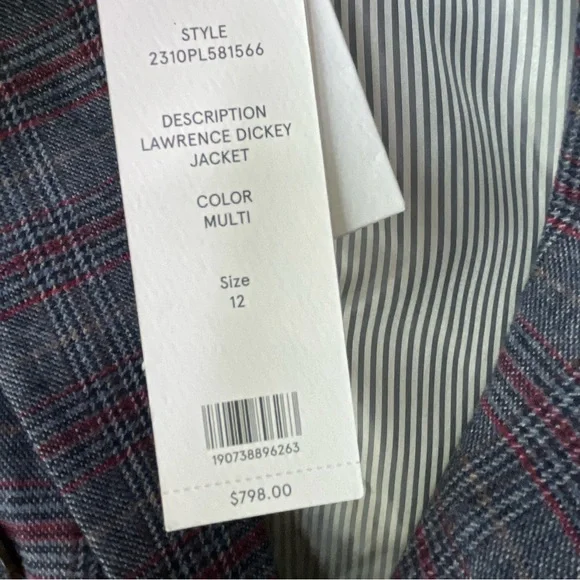 STYLE
2310PL581566
DESCRIPTION
LAWRENCE DICKEY
JACKET
COLOR
MULTI
Size
12
190738896263
$798.00